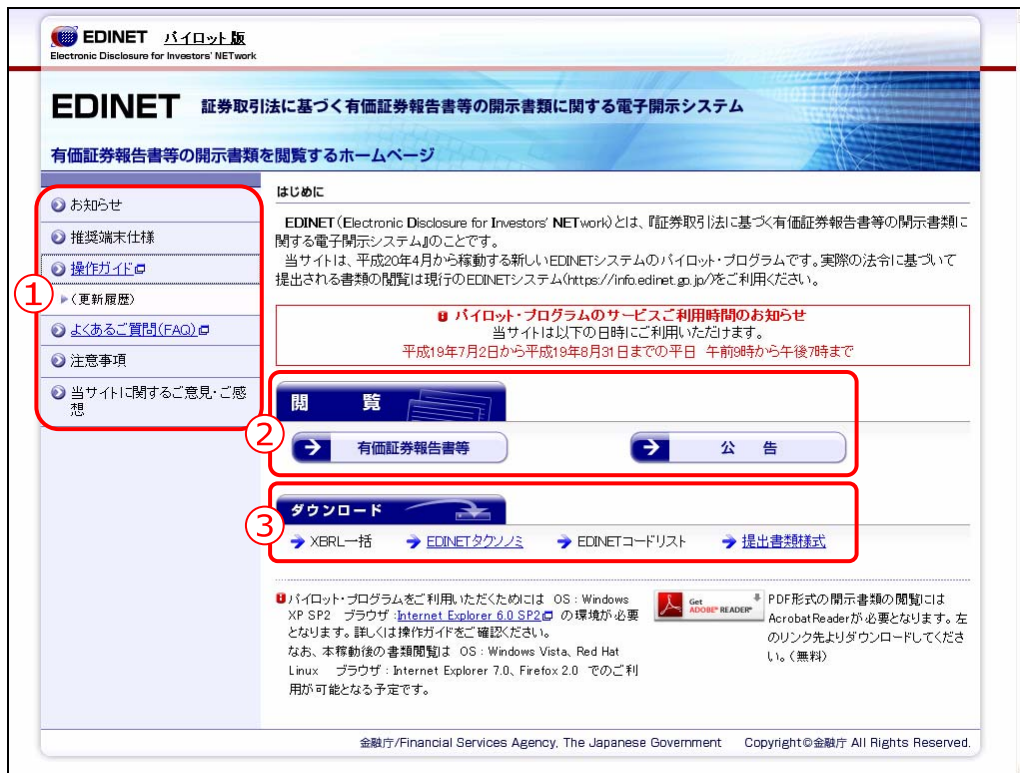 EDINET パイロット版
Electronic Disclosure for Investors' NETwork
EDINET 証券取引法に基づく有価証券報告書等の開示書類に関する電子開示システム
有価証券報告書等の開示書類を閲覧するホームページ
①
お知らせ
推奨端末仕様
操作ガイド
(更新履歴)
よくあるご質問(FAQ)
注意事項
当サイトに関するご意見・ご感
想
はじめに
EDINET(Electronic Disclosure for Investors' NETwork)とは、『証券取引法に基づく有価証券報告書等の開示書類に
関する電子開示システム』のことです。
当サイトは、平成20年4月から稼動する新しいEDINETシステムのパイロット・プログラムです。実際の法令に基づいて
提出される書類の閲覧は現行のEDINETシステム(https://info.edinet.go.jp/)をご利用ください。
パイロット・プログラムのサービスご利用時間のお知らせ
当サイトは以下の日時にご利用いただけます。
平成19年7月2日から平成19年8月31日までの平日 午前9時から午後7時まで
②
閲 覧
有価証券報告書等
公 告
③
ダウンロード
XBRL一括
EDINETタクソノミ
EDINETコードリスト
提出書類様式
パイロット・プログラムをご利用いただくためには OS:Windows
XP SP2 ブラウザ:Internet Explorer 6.0 SP2 の環境が必要
となります。詳しくは操作ガイドをご確認ください。
なお、本稼動後の書類閲覧は OS:Windows Vista、Red Hat
Linux ブラウザ:Internet Explorer 7.0、Firefox 2.0 でのご利
用が可能となる予定です。
Get
ADOBE® READER®
PDF形式の開示書類の閲覧には
AcrobatReaderが必要となります。左
のリンク先よりダウンロードしてくださ
い。(無料)
金融庁/Financial Services Agency, The Japanese Government Copyright©金融庁 All Rights Reserved.